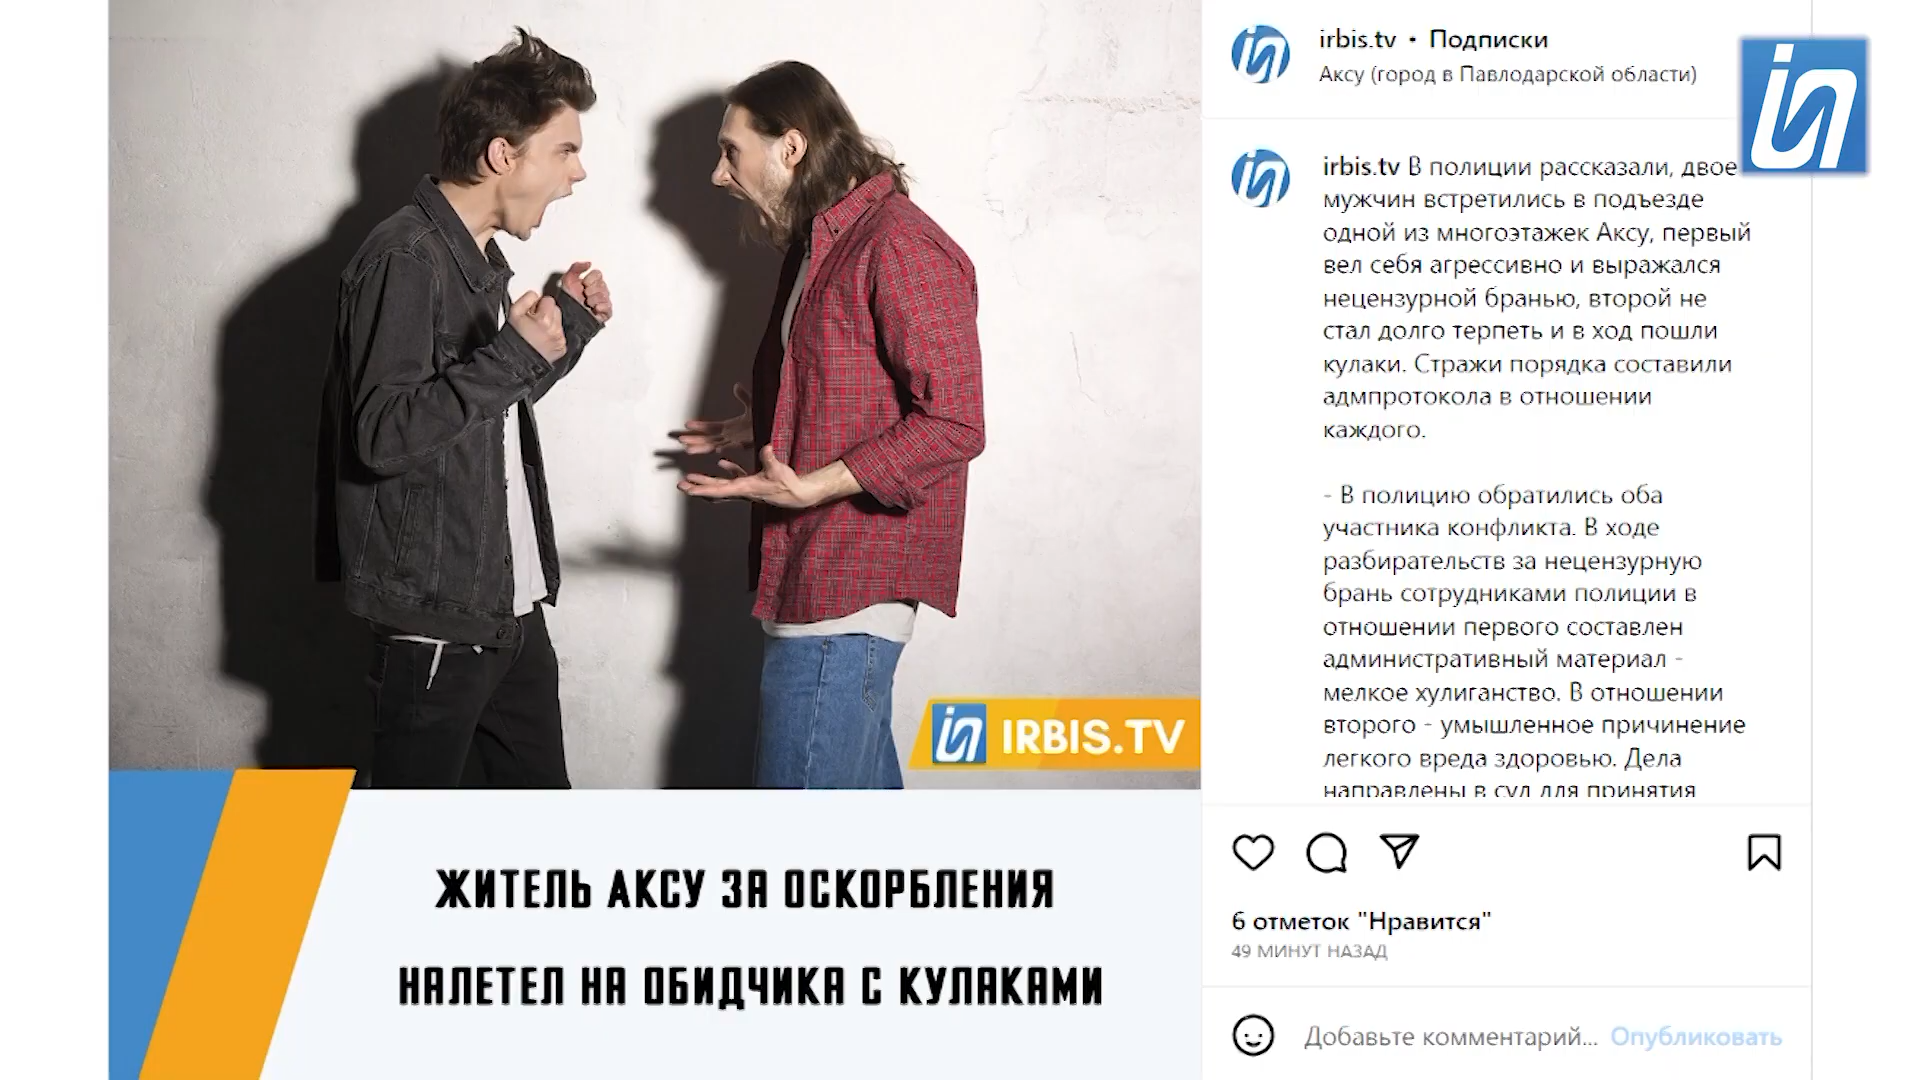 irbis.tv • Подписки
Аксу (город в Павлодарской области)
irbis.tv В полиции рассказали, двое
мужчин встретились в подъезде
одной из многоэтажек Аксу, первый
вел себя агрессивно и выражался
нецензурной бранью, второй не
стал долго терпеть и в ход пошли
кулаки. Стражи порядка составили
адмпротокола в отношении
каждого.
- В полицию обратились оба
участника конфликта. В ходе
разбирательств за нецензурную
брань сотрудниками полиции в
отношении первого составлен
административный материал -
мелкое хулиганство. В отношении
второго - умышленное причинение
легкого вреда здоровью. Дела
направлены в суд для принятия
IRBIS.TV
ЖИТЕЛЬ АКСУ ЗА ОСКОРБЛЕНИЯ
НАЛЕТЕЛ НА ОБИДЧИКА С КУЛАКАМИ
6 отметок "Нравится"
49 МИНУТ НАЗАД
Добавьте комментарий... Опубликовать